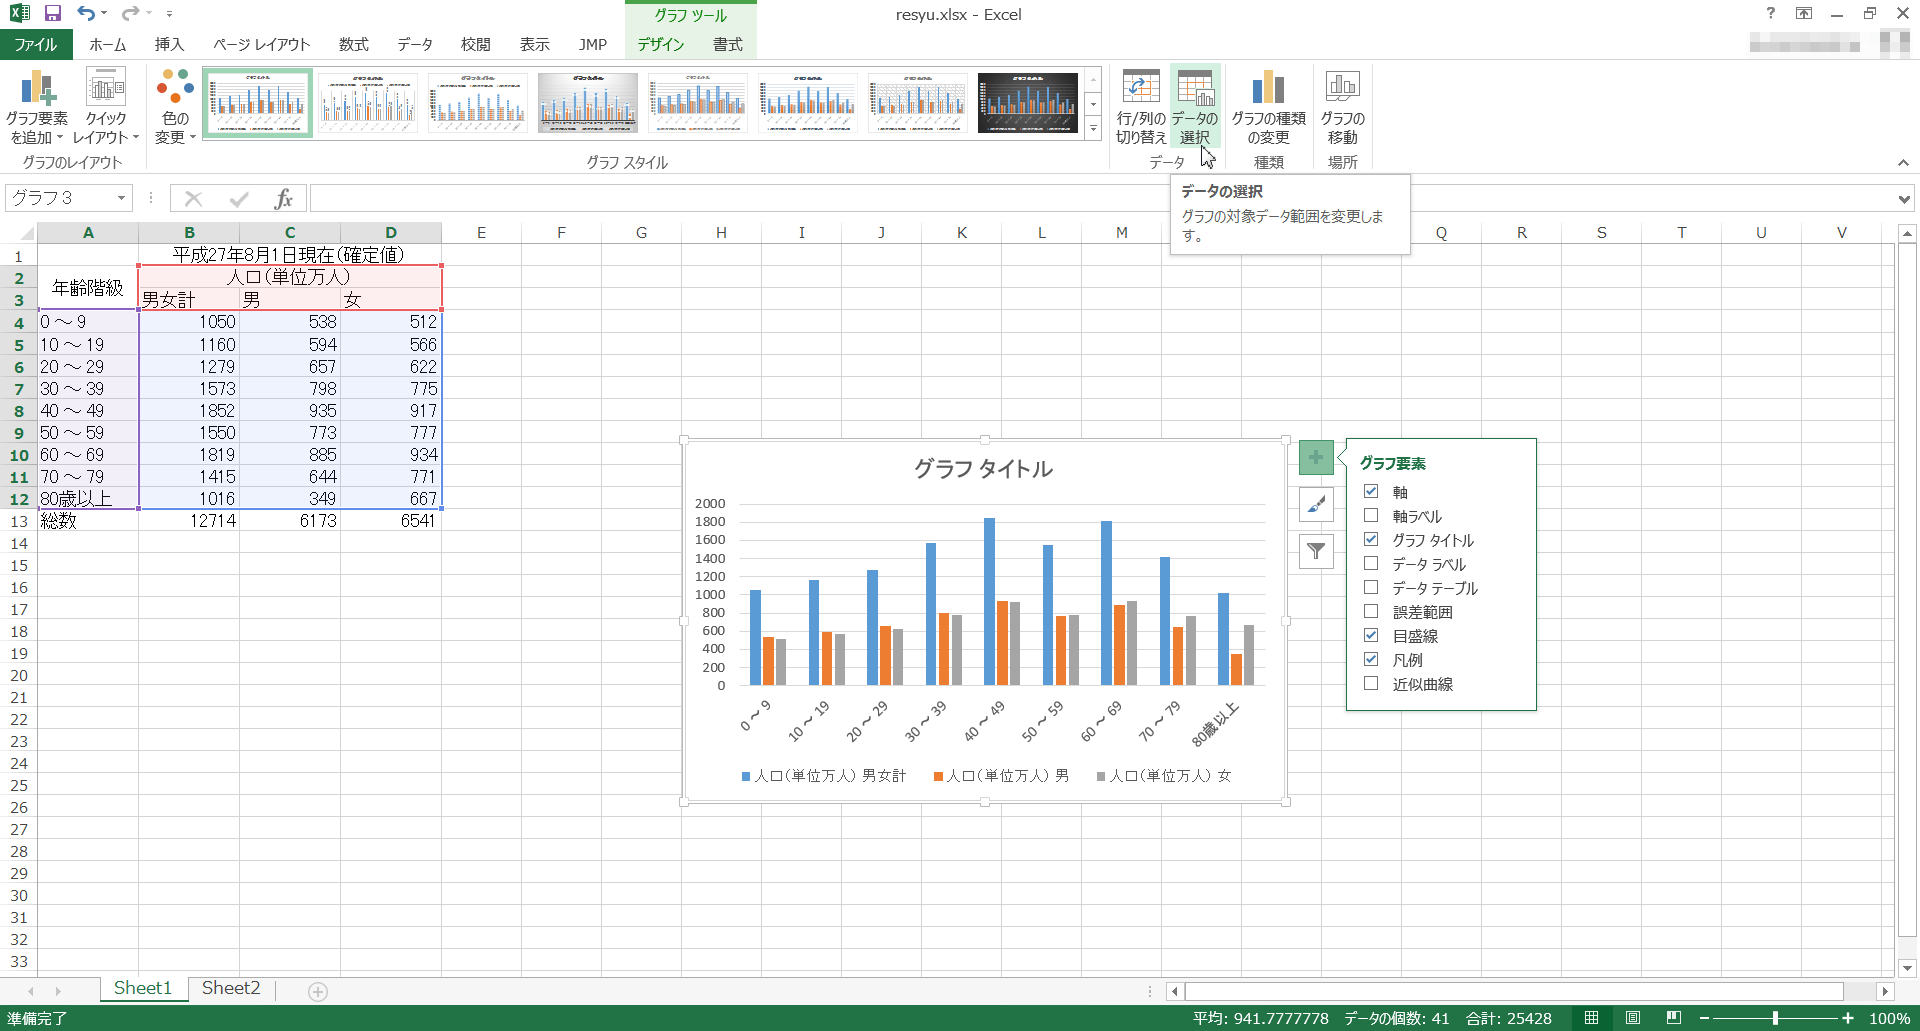 resyu.xlsx - Excel
グラフ ツール
ファイル ホーム 挿入 ページ レイアウト 数式 データ 校閲 表示 JMP デザイン 書式
グラフ要素を追加
クイック レイアウト
グラフのレイアウト
色の変更
グラフ スタイル
行/列の切り替え
データの選択
データ
グラフの種類の変更
種類
グラフの移動
場所
データの選択
グラフの対象データ範囲を変更しま
す。
グラフ 3
fx
A B C D E F G H I J K L M Q R S T U V
1 平成27年8月1日現在(確定値)
2 年齢階級 人口(単位万人)
3 男女計 男 女
4 0 ～ 9 1050 538 512
5 10 ～ 19 1160 594 566
6 20 ～ 29 1279 657 622
7 30 ～ 39 1573 798 775
8 40 ～ 49 1852 935 917
9 50 ～ 59 1550 773 777
10 60 ～ 69 1819 885 934
11 70 ～ 79 1415 644 771
12 80歳以上 1016 349 667
13 総数 12714 6173 6541
14
15
16
17
18
19
20
21
22
23
24
25
26
27
28
29
30
31
32
33
グラフ タイトル
2000
1800
1600
1400
1200
1000
800
600
400
200
0
0 ～ 9 10 ～ 19 20 ～ 29 30 ～ 39 40 ～ 49 50 ～ 59 60 ～ 69 70 ～ 79 80歳以上
人口(単位万人) 男女計 人口(単位万人) 男 人口(単位万人) 女
グラフ要素
軸
軸ラベル
グラフ タイトル
データ ラベル
データ テーブル
誤差範囲
目盛線
凡例
近似曲線
Sheet1 Sheet2
準備完了 平均: 941.7777778 データの個数: 41 合計: 25428 100%